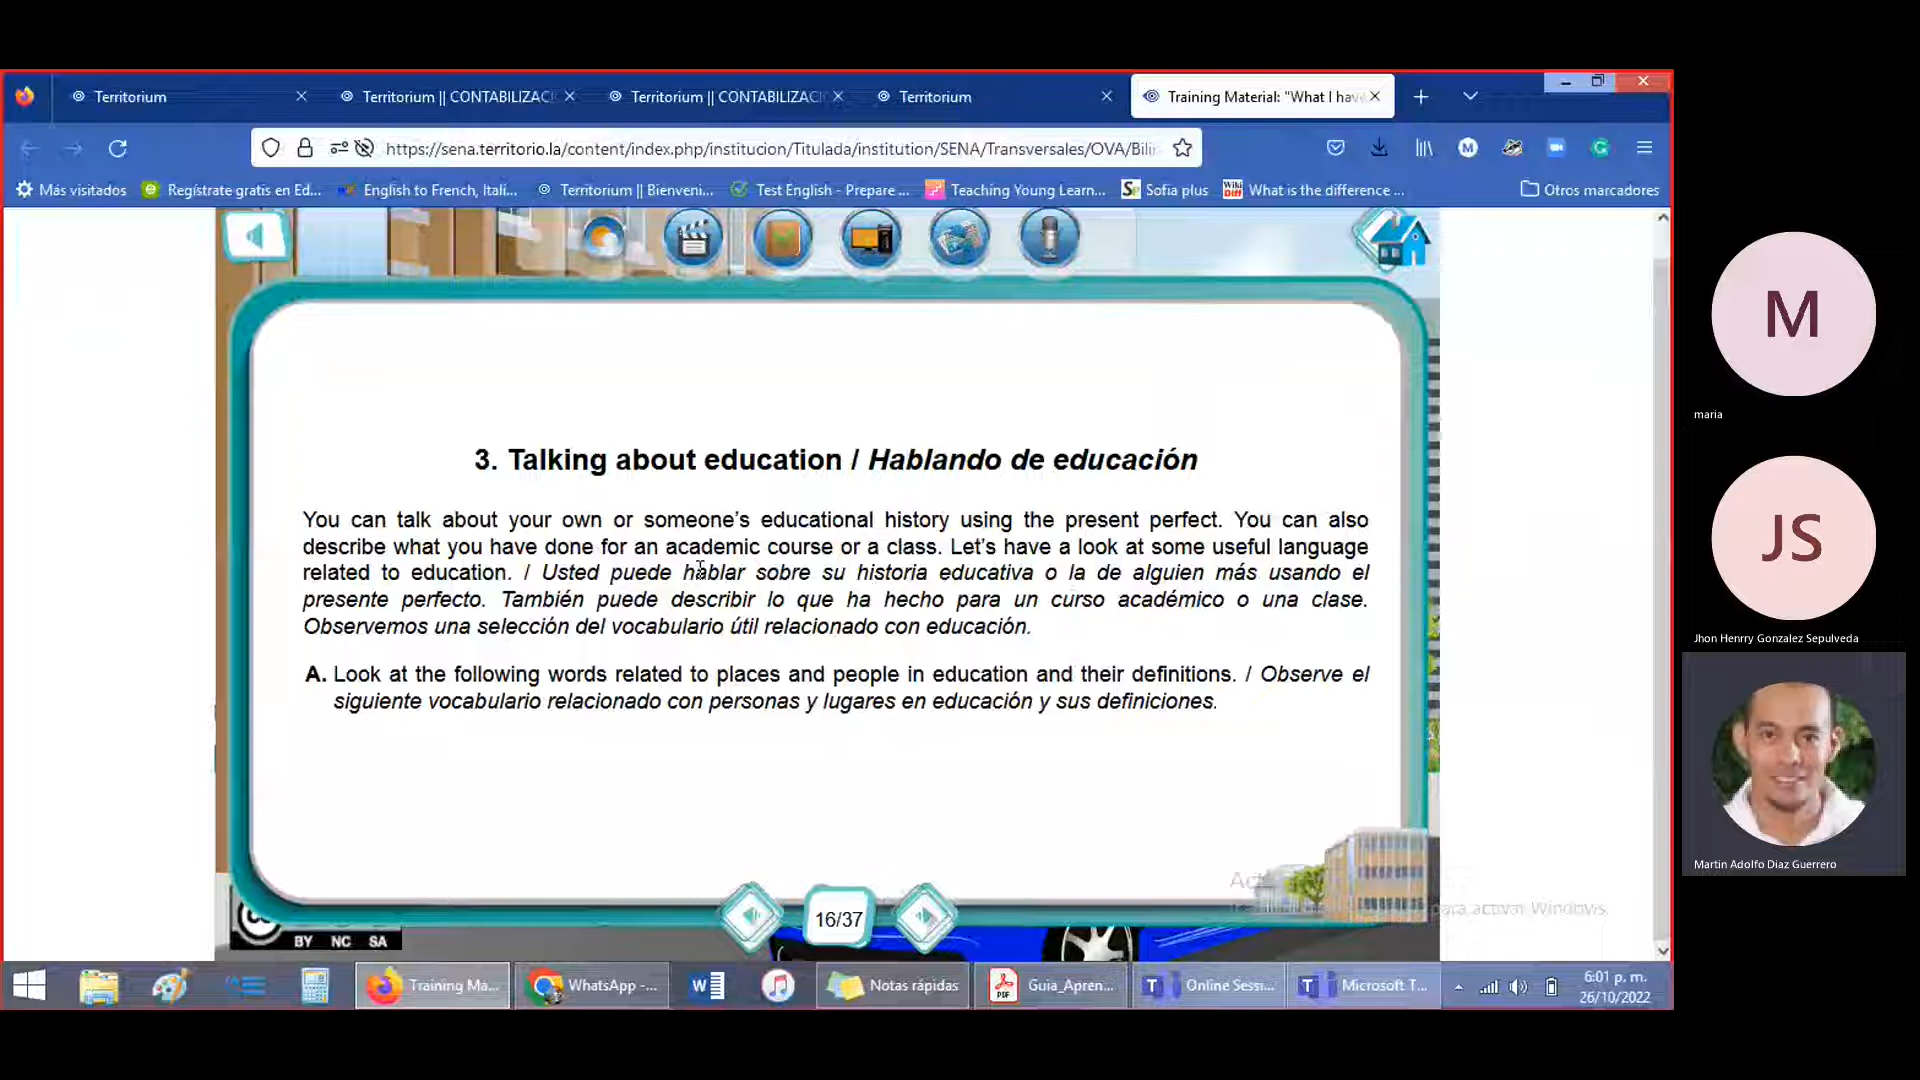 Territorium
Territorium || CONTABILIZACI
Territorium || CONTABILIZACI
Territorium
Training Material: "What I have
https://sena.territorio.la/content/index.php/institucion/Titulada/institution/SENA/Transversales/OVA/Bili
Más visitados
Regístrate gratis en Ed...
English to French, Itali...
Territorium || Bienveni...
Test English - Prepare ...
Teaching Young Learn...
Sofia plus
What is the difference ...
Otros marcadores
3. Talking about education / Hablando de educación
You can talk about your own or someone's educational history using the present perfect. You can also
describe what you have done for an academic course or a class. Let's have a look at some useful language
related to education. / Usted puede hablar sobre su historia educativa o la de alguien más usando el
presente perfecto. También puede describir lo que ha hecho para un curso académico o una clase.
Observemos una selección del vocabulario útil relacionado con educación.
A. Look at the following words related to places and people in education and their definitions. / Observe el
siguiente vocabulario relacionado con personas y lugares en educación y sus definiciones.
16/37
para activar Windows.
BY NC SA
Training Ma...
WhatsApp -...
Notas rápidas
Guia_Apren...
Online Sessi...
Microsoft T...
6:01 p. m.
26/10/2022
M
maria
JS
Jhon Henrry Gonzalez Sepulveda
Martin Adolfo Diaz Guerrero